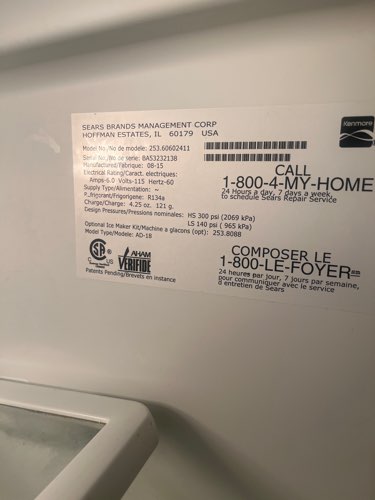 SEARS BRANDS MANAGEMENT CORP
HOFFMAN ESTATES, IL 60179 USA
Kenmore
Model No./No de modele: 253.60602411
Serial No./No de serie: BA53232138
Manufactured/Fabrique: 08-15
Electrical Rating/Caract. electriques:
Amps-6.0 Volts-115 Hertz-60
Supply Type/Alimentation: ~
R_frigerant/Frigorigene: R134a
Charge/Charge: 4.25 oz. 121 g.
Design Pressures/Pressions nominales: HS 300 psi (2069 kPa)
LS 140 psi ( 965 kPa)
Optional Ice Maker Kit/Machine a glacons (opt): 253.8088
Model Type/Modele: AD-18
CALL
1-800-4-MY-HOME
24 Hours a day, 7 days a week,
to schedule Sears Repair Service
SA
C US
AHAM
VERIFIDE
Patents Pending/Brevets en instance
COMPOSER LE
1-800-LE-FOYER
24 heures par jour, 7 jours par semaine,
pour communiquer avec le service
d entretien de Sears